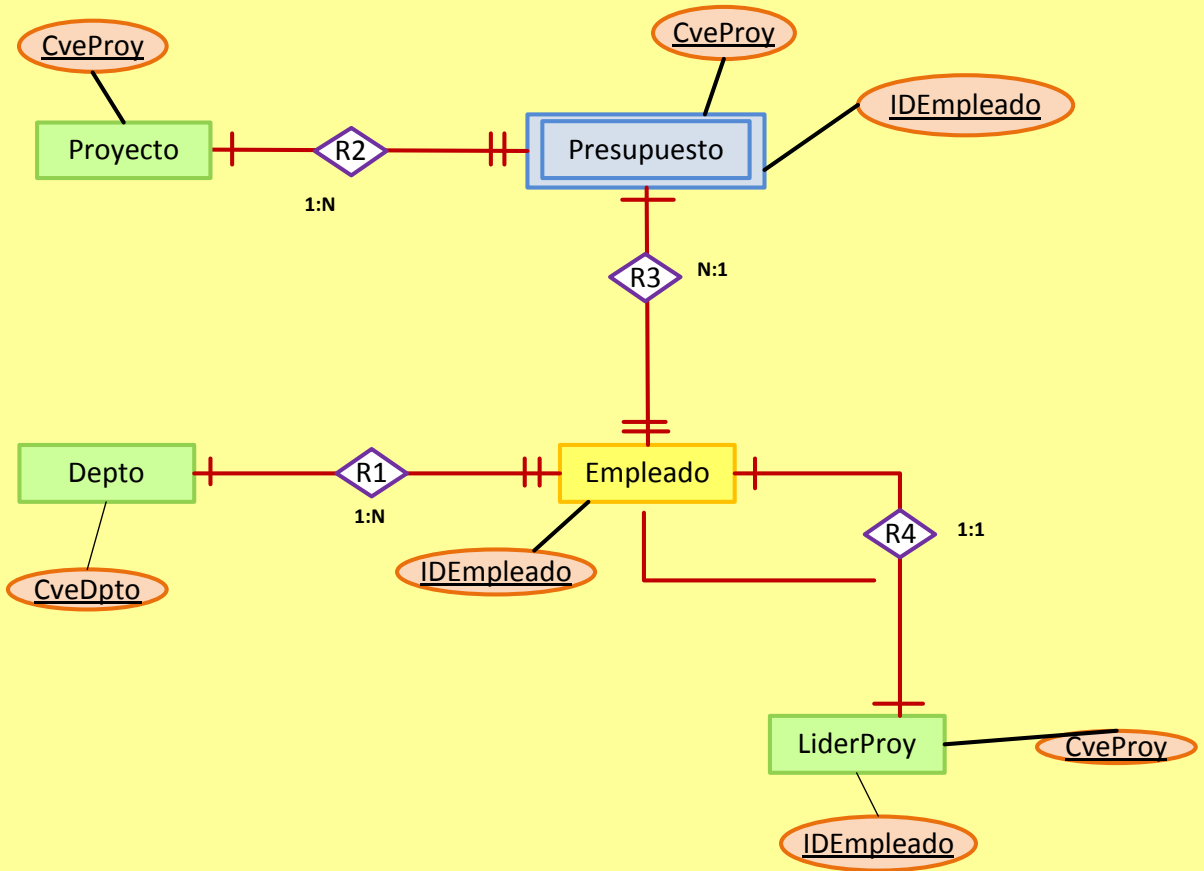 CveProy
CveProy
IDEmpleado
Proyecto
R2
Presupuesto
1:N
R3
N:1
Depto
R1
Empleado
1:N
R4
1:1
IDEmpleado
CveDpto
LiderProy
CveProy
IDEmpleado